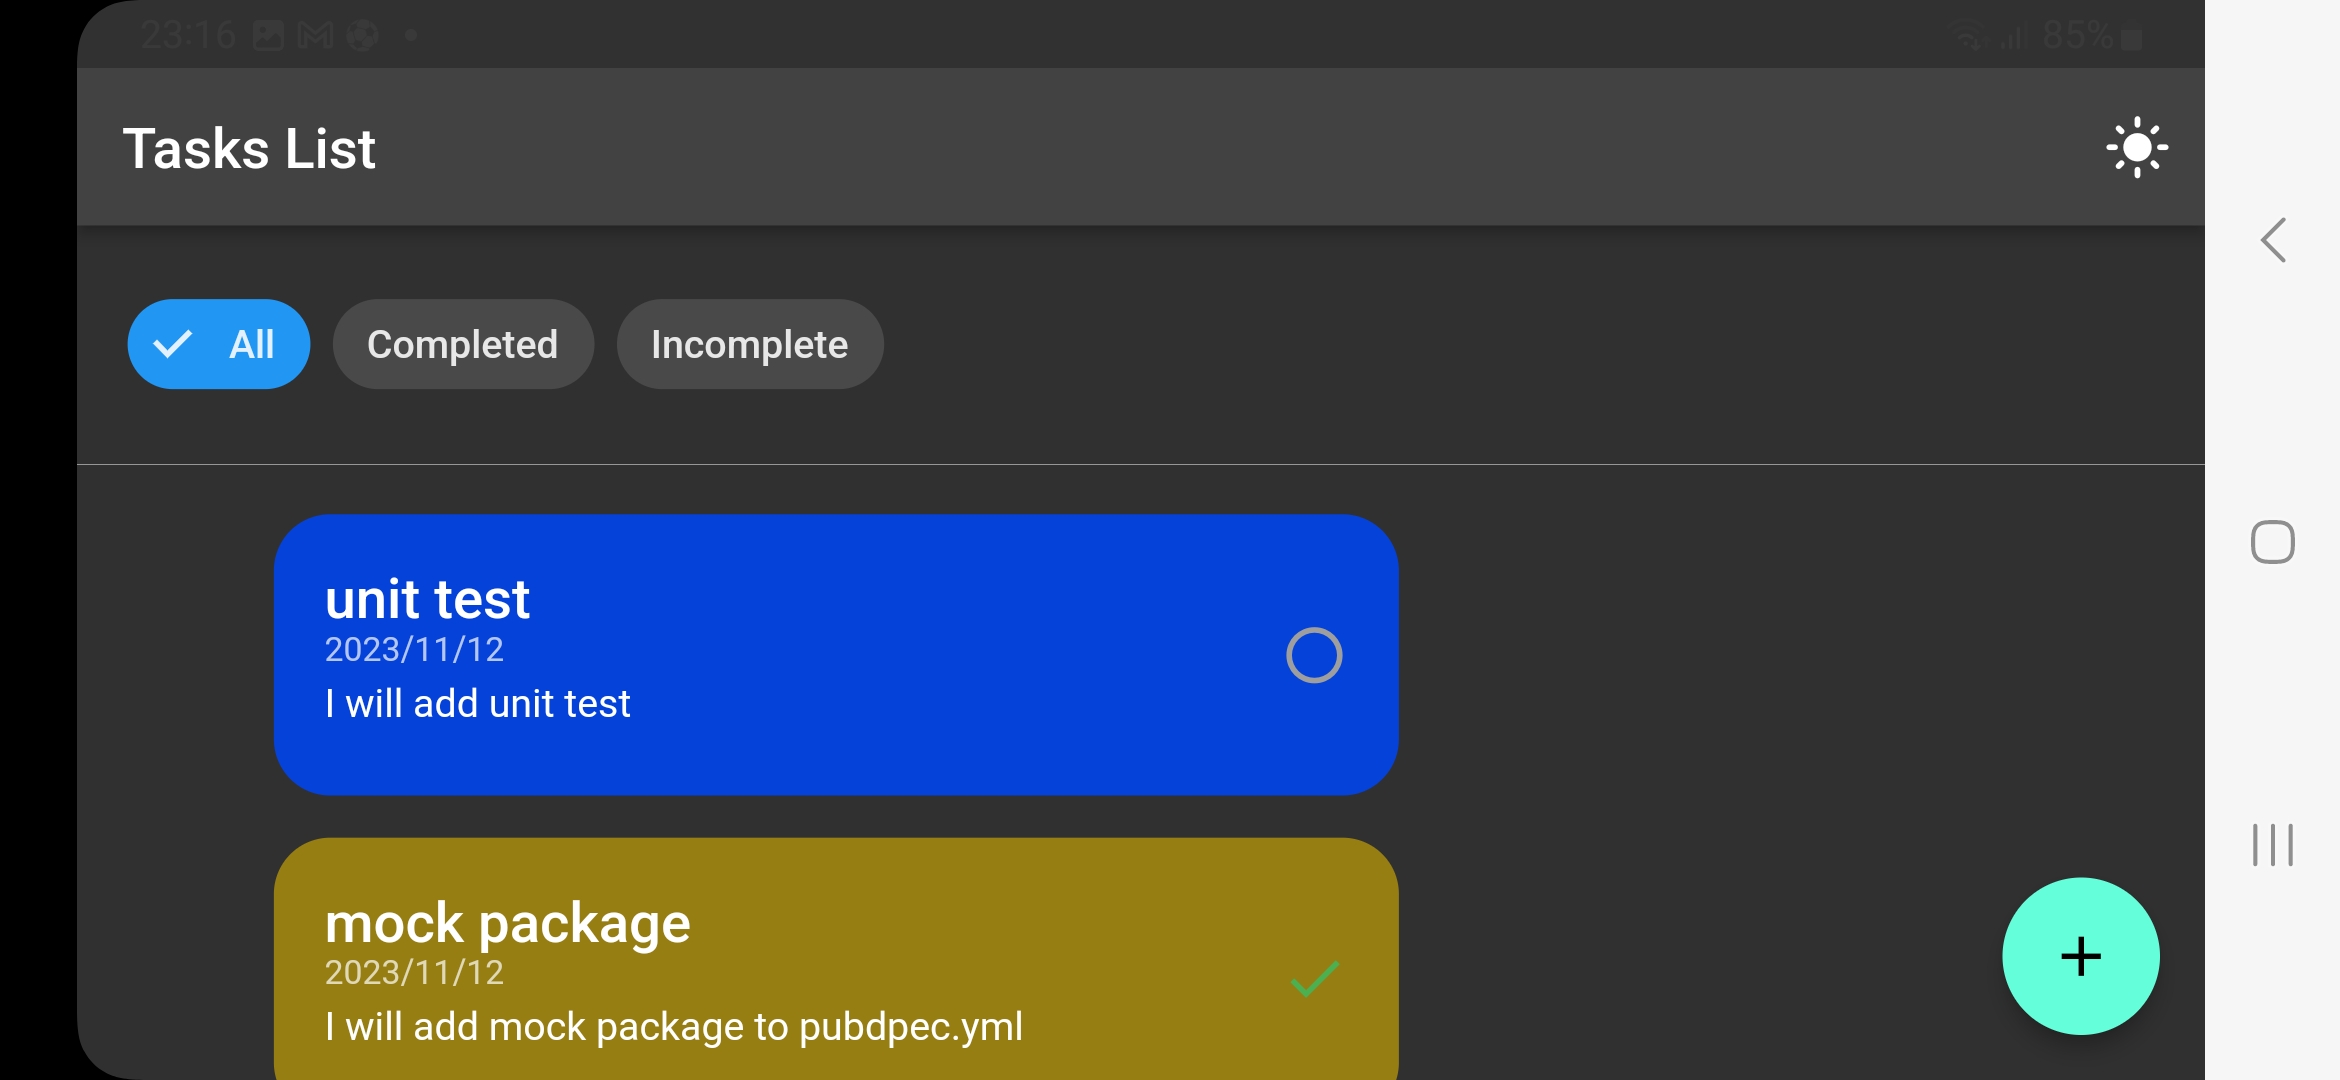 23:16
85%
Tasks List
All
Completed
Incomplete
unit test
2023/11/12
I will add unit test
mock package
2023/11/12
I will add mock package to pubdpec.yml